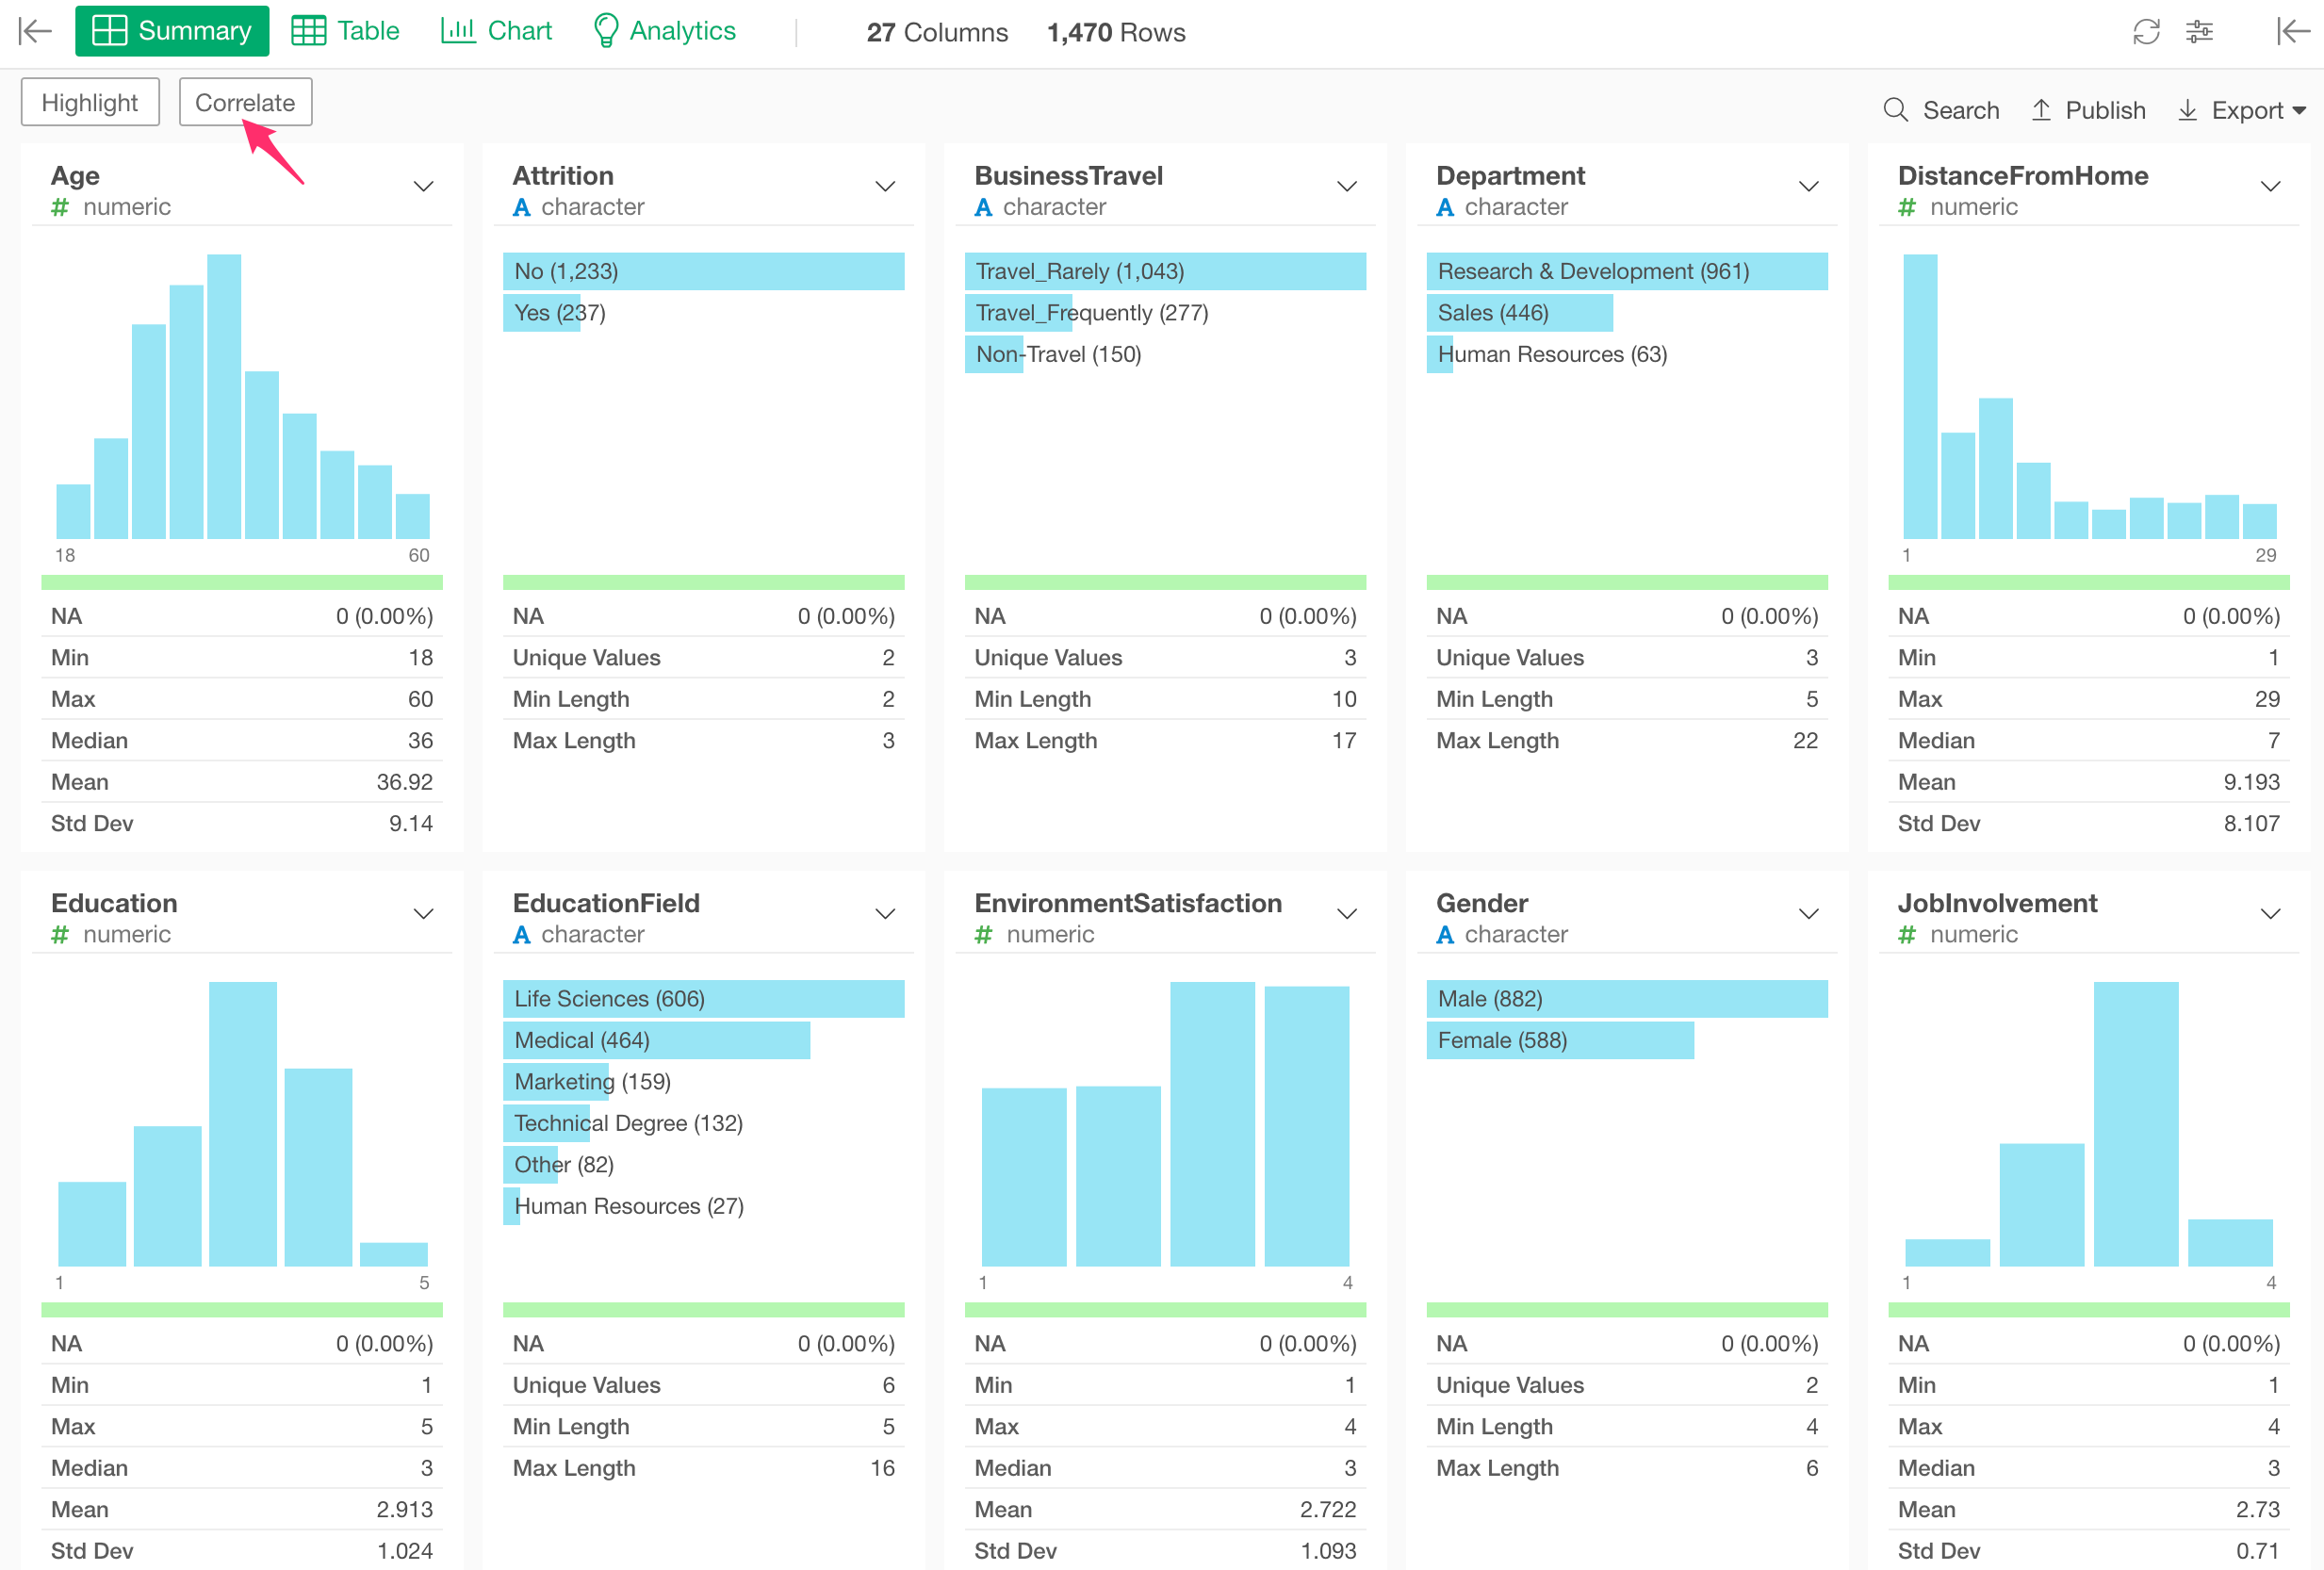 Summary Table Chart Analytics 27 Columns 1,470 Rows
Highlight Correlate Search Publish Export
Age
# numeric
18 60
NA 0 (0.00%)
Min 18
Max 60
Median 36
Mean 36.92
Std Dev 9.14
Attrition
A character
No (1,233)
Yes (237)
NA 0 (0.00%)
Unique Values 2
Min Length 2
Max Length 3
BusinessTravel
A character
Travel_Rarely (1,043)
Travel_Frequently (277)
Non-Travel (150)
NA 0 (0.00%)
Unique Values 3
Min Length 10
Max Length 17
Department
A character
Research & Development (961)
Sales (446)
Human Resources (63)
NA 0 (0.00%)
Unique Values 3
Min Length 5
Max Length 22
DistanceFromHome
# numeric
1 29
NA 0 (0.00%)
Min 1
Max 29
Median 7
Mean 9.193
Std Dev 8.107
Education
# numeric
1 5
NA 0 (0.00%)
Min 1
Max 5
Median 3
Mean 2.913
Std Dev 1.024
EducationField
A character
Life Sciences (606)
Medical (464)
Marketing (159)
Technical Degree (132)
Other (82)
Human Resources (27)
NA 0 (0.00%)
Unique Values 6
Min Length 5
Max Length 16
EnvironmentSatisfaction
# numeric
1 4
NA 0 (0.00%)
Min 1
Max 4
Median 3
Mean 2.722
Std Dev 1.093
Gender
A character
Male (882)
Female (588)
NA 0 (0.00%)
Unique Values 2
Min Length 4
Max Length 6
JobInvolvement
# numeric
1 4
NA 0 (0.00%)
Min 1
Max 4
Median 3
Mean 2.73
Std Dev 0.71